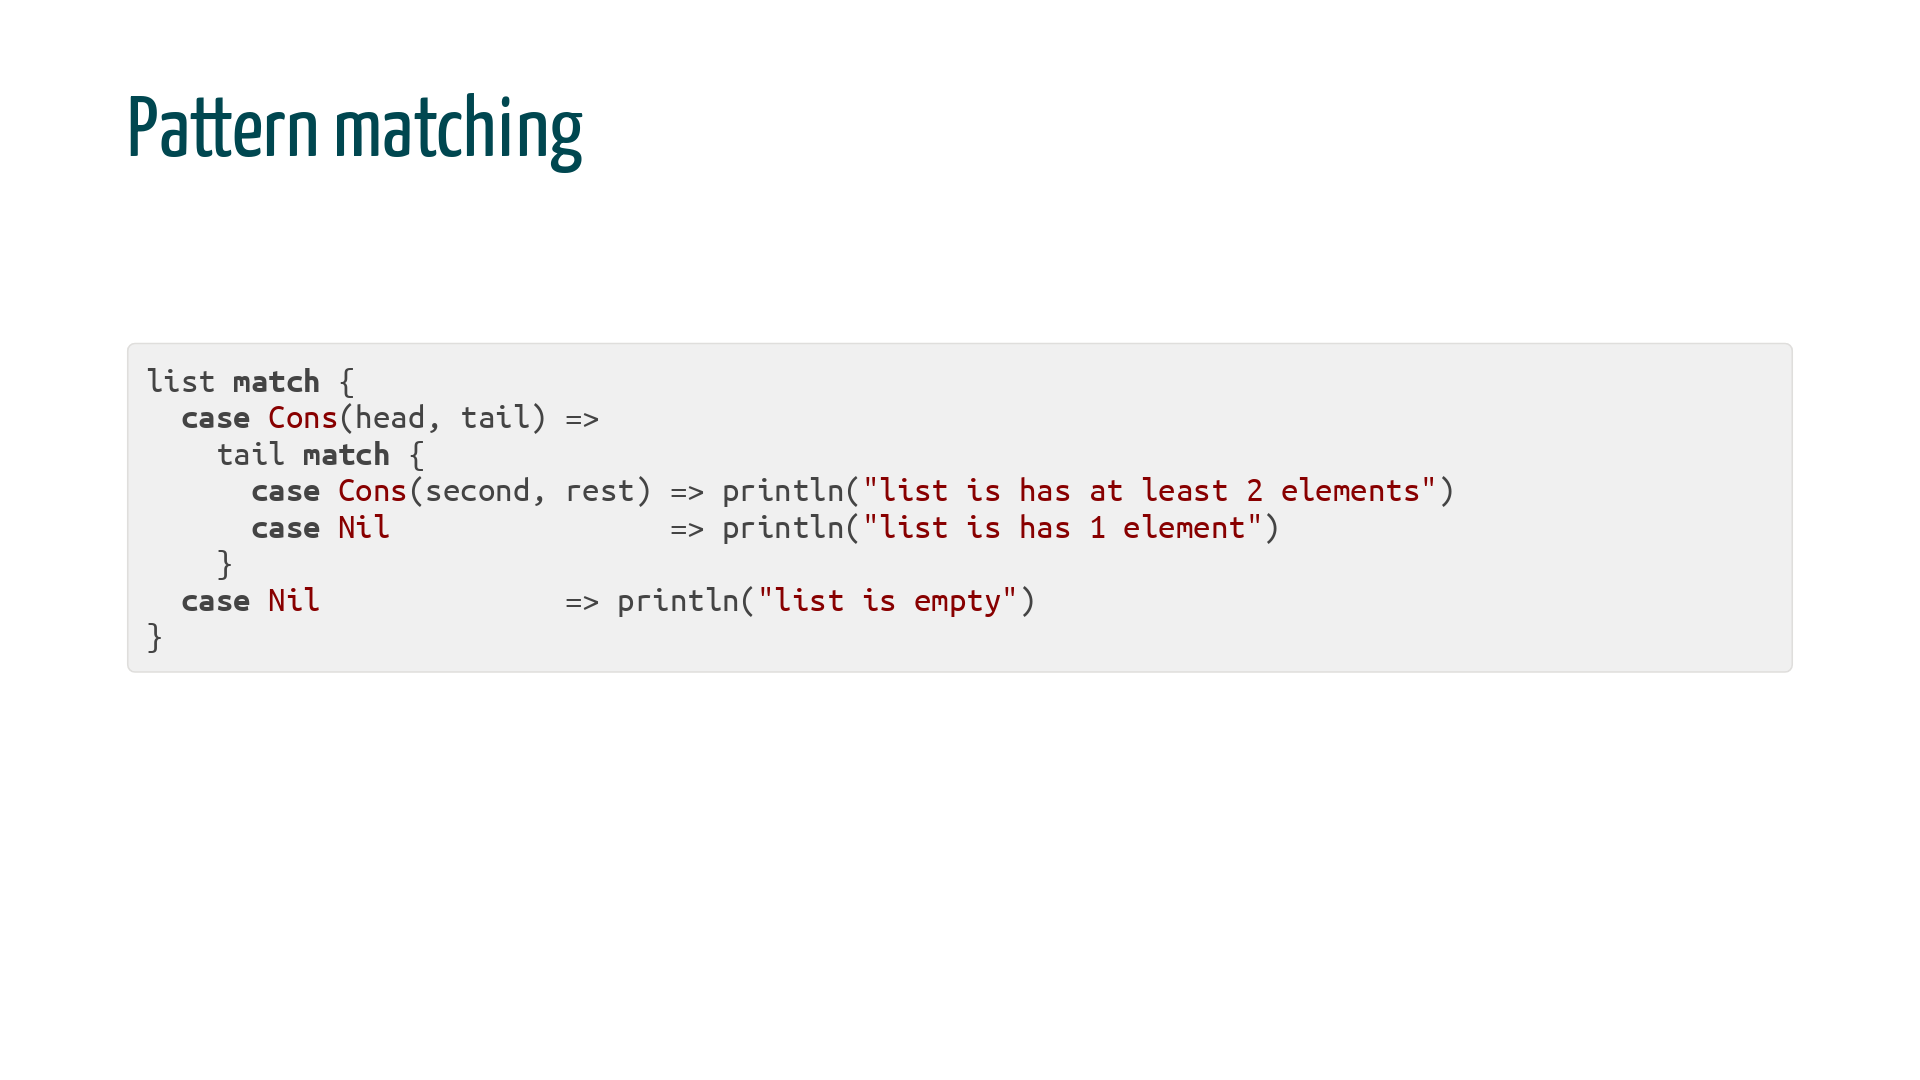 Pattern matching
list match {
  case Cons(head, tail) =>
    tail match {
      case Cons(second, rest) => println("list is has at least 2 elements")
      case Nil                => println("list is has 1 element")
    }
  case Nil              => println("list is empty")
}